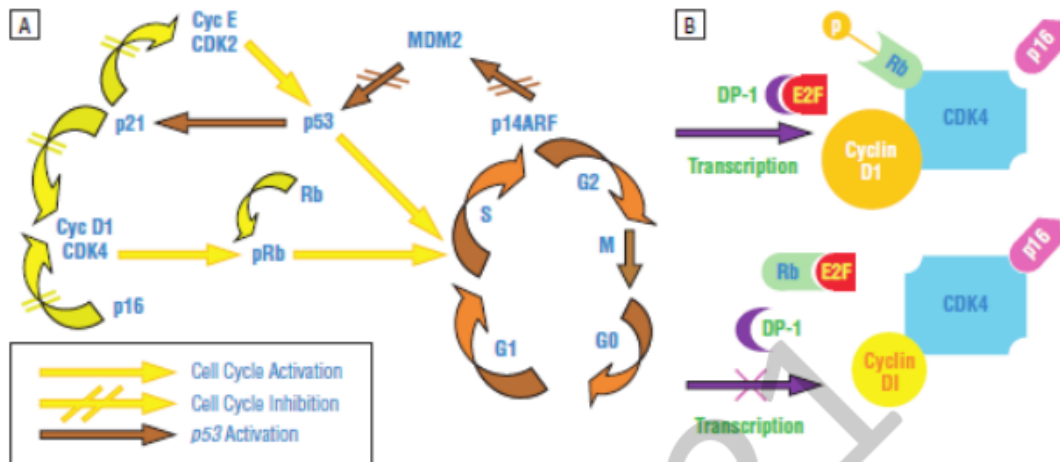 A
Cyc E
CDK2
MDM2
p21
p53
p14ARF
G2
Rb
S
Cyc D1
CDK4
pRb
M
p16
G1
G0
Cell Cycle Activation
Cell Cycle Inhibition
p53 Activation
B
p
p16
Rb
DP-1
E2F
CDK4
Cyclin
D1
Transcription
p16
Rb
E2F
CDK4
DP-1
Cyclin
DI
Transcription